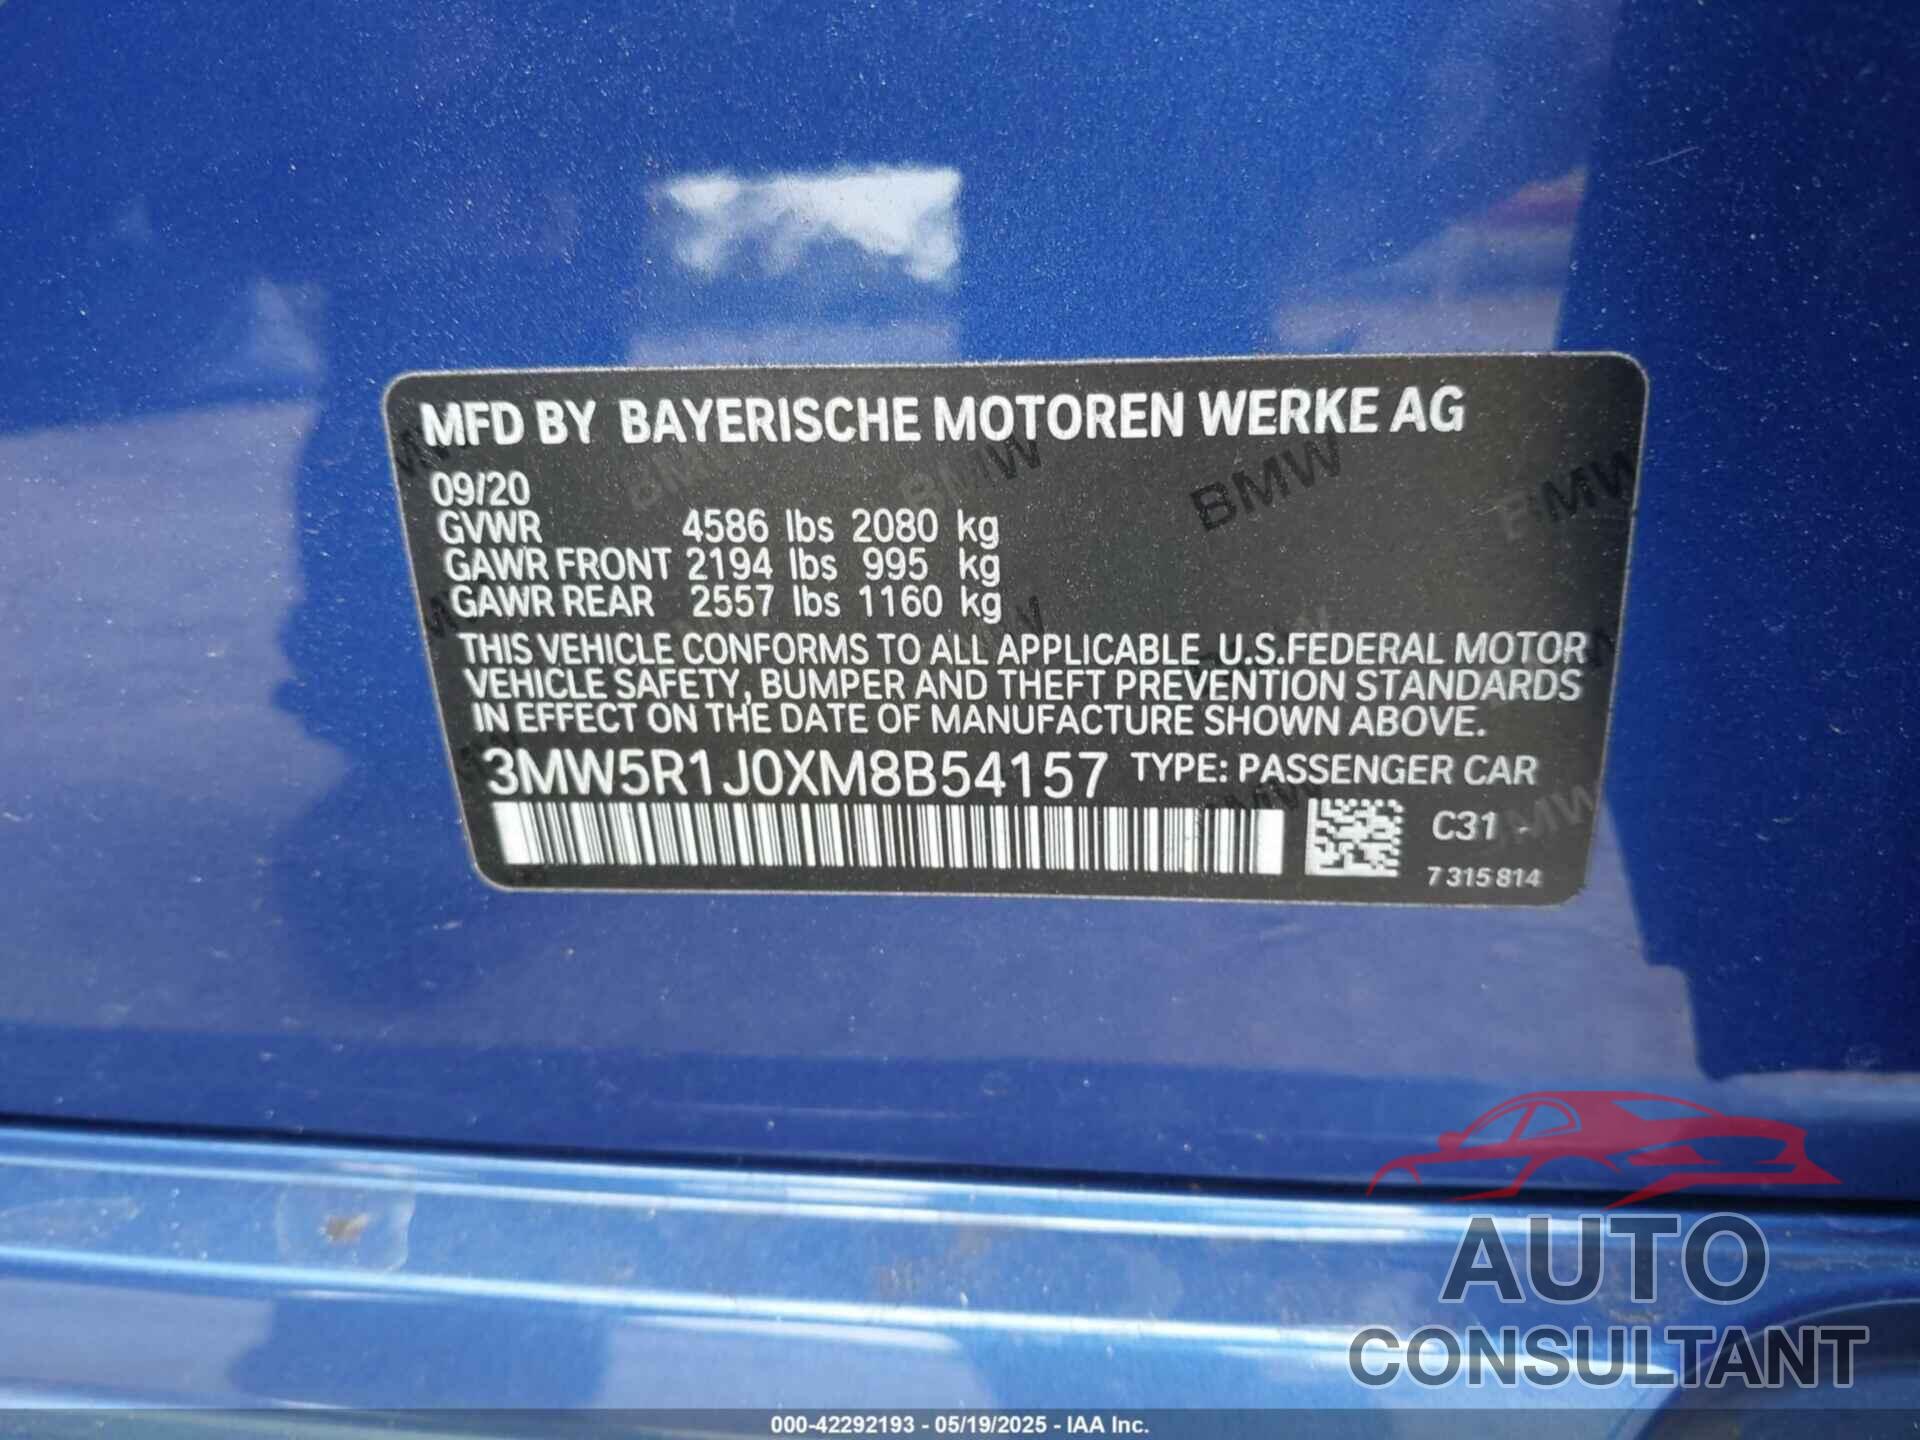 MFD BY BAYERISCHE MOTOREN WERKE AG
09/20
GVWR 4586 lbs 2080 kg
GAWR FRONT 2194 lbs 995 kg
GAWR REAR 2557 lbs 1160 kg
THIS VEHICLE CONFORMS TO ALL APPLICABLE U.S.FEDERAL MOTOR
VEHICLE SAFETY, BUMPER AND THEFT PREVENTION STANDARDS
IN EFFECT ON THE DATE OF MANUFACTURE SHOWN ABOVE.
3MW5R1J0XM8B54157 TYPE: PASSENGER CAR
C31 -
7 315 814
AUTO
CONSULTANT
000-42292193 - 05/19/2025 - IAA Inc.